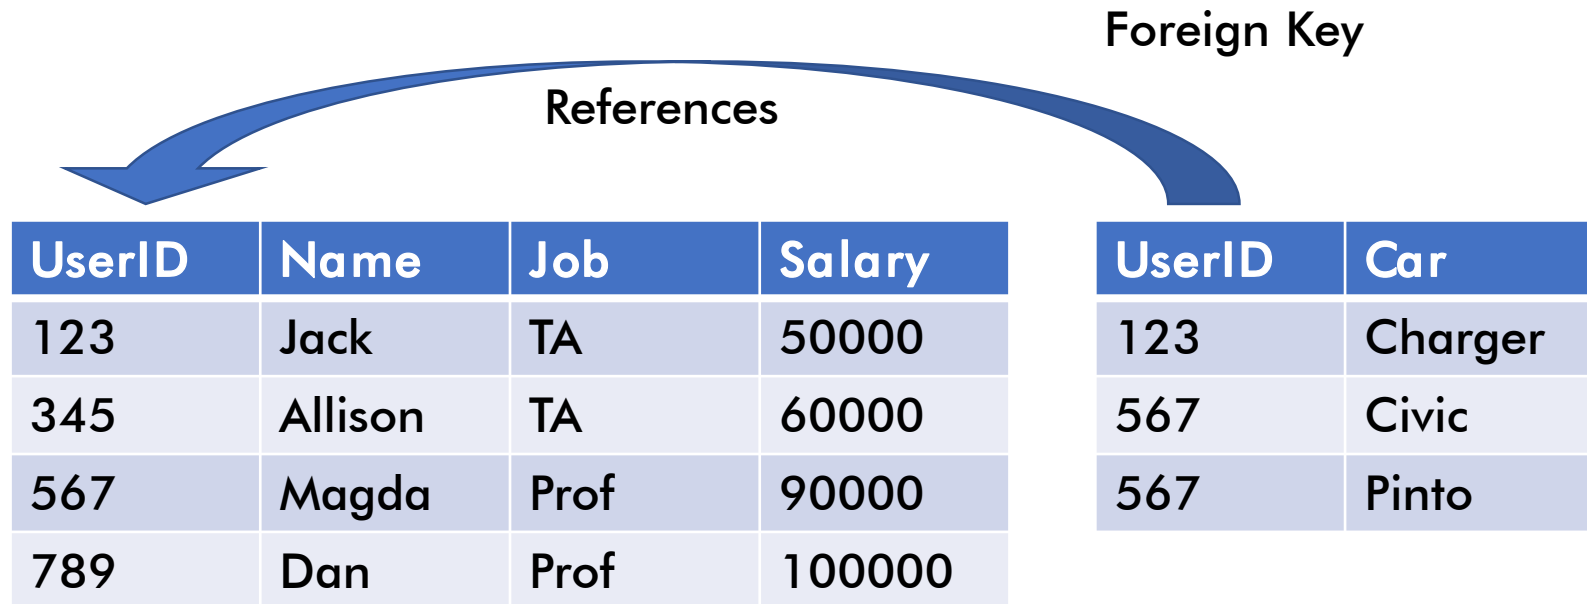 Foreign Key
References
UserID Name Job Salary UserID Car
123 Jack TA 50000 123 Charger
345 Allison TA 60000 567 Civic
567 Magda Prof 90000 567 Pinto
789 Dan Prof 100000